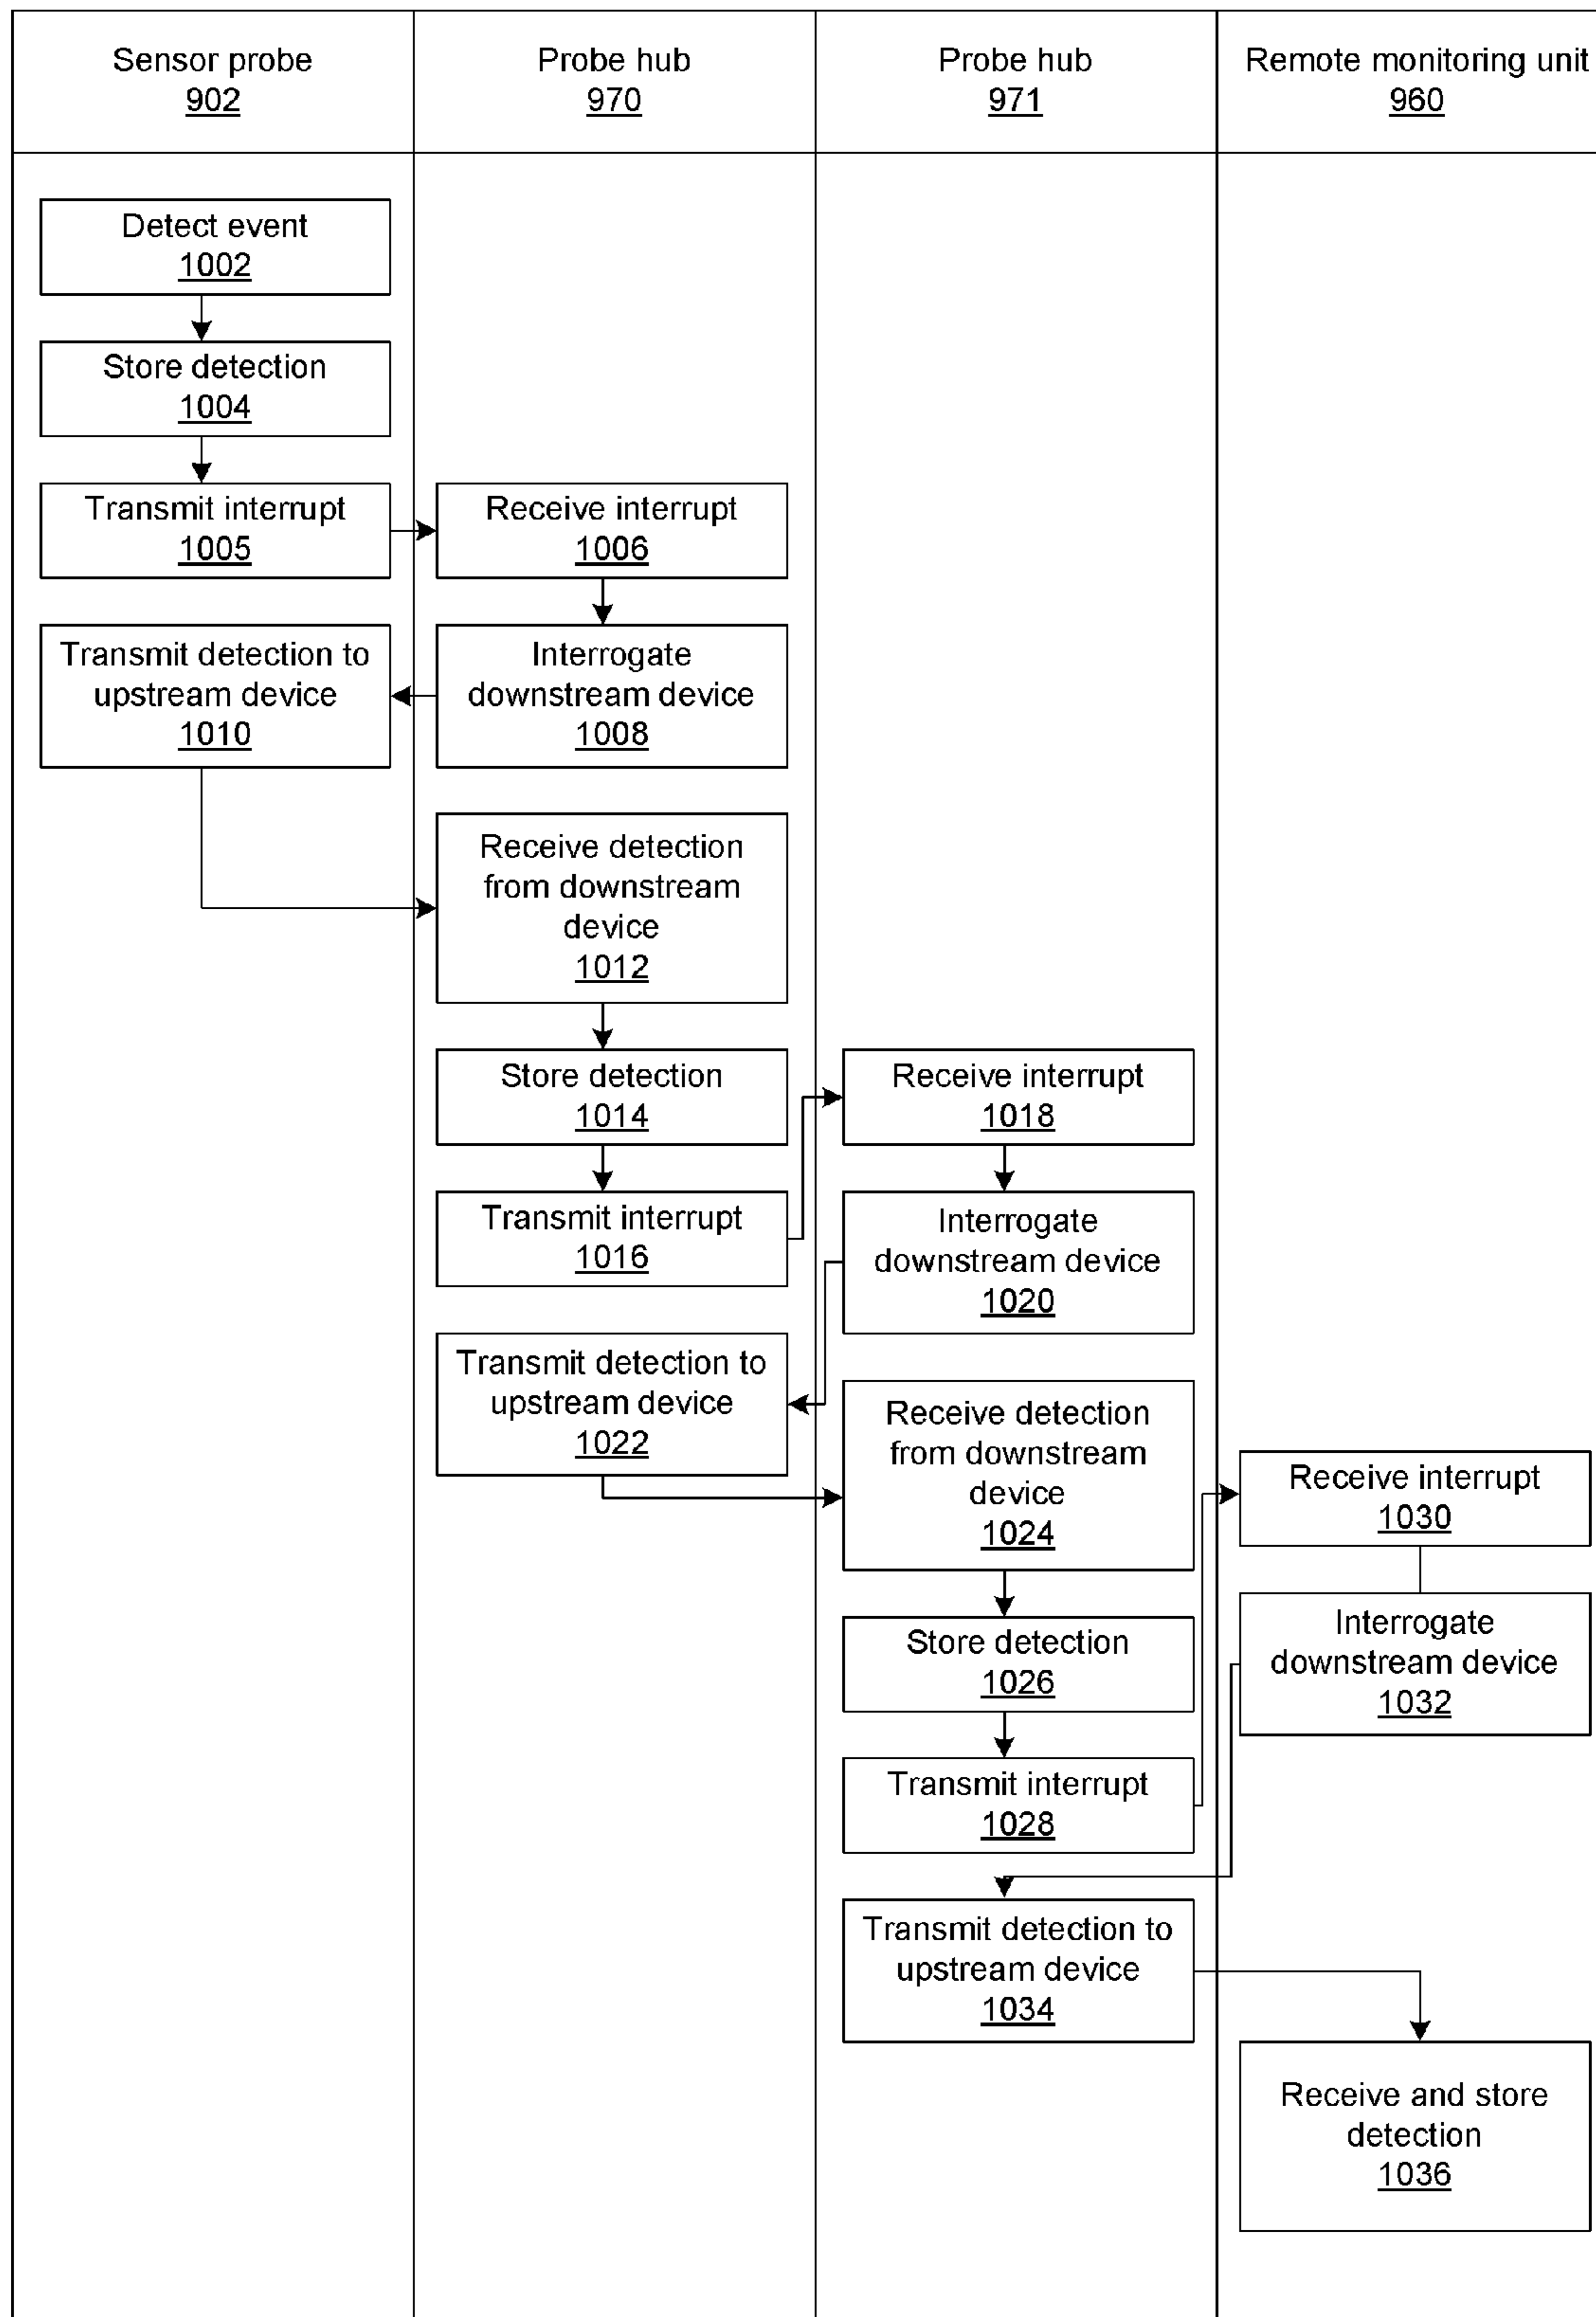 Sensor probe
902
Probe hub
970
Probe hub
971
Remote monitoring unit
960
Detect event
1002
Store detection
1004
Transmit interrupt
1005
Receive interrupt
1006
Transmit detection to
upstream device
1010
Interrogate
downstream device
1008
Receive detection
from downstream
device
1012
Store detection
1014
Receive interrupt
1018
Transmit interrupt
1016
Interrogate
downstream device
1020
Transmit detection to
upstream device
1022
Receive detection
from downstream
device
1024
Receive interrupt
1030
Store detection
1026
Interrogate
downstream device
1032
Transmit interrupt
1028
Transmit detection to
upstream device
1034
Receive and store
detection
1036